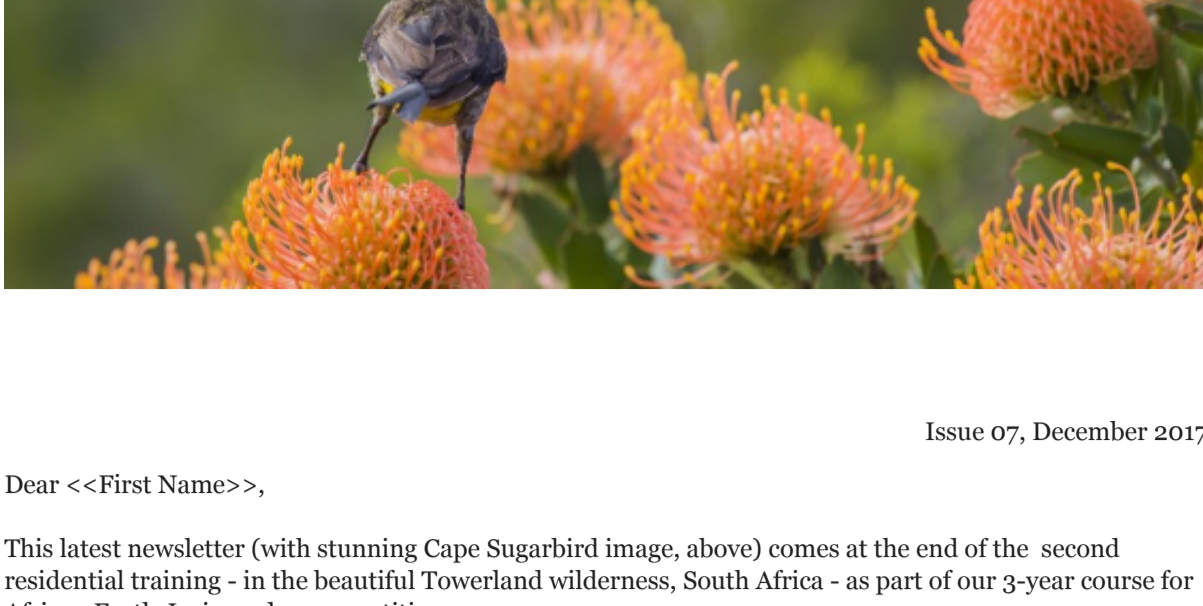 Issue 07, December 2017
Dear <<First Name>>,
This latest newsletter (with stunning Cape Sugarbird image, above) comes at the end of the  second
residential training - in the beautiful Towerland wilderness, South Africa - as part of our 3-year course for